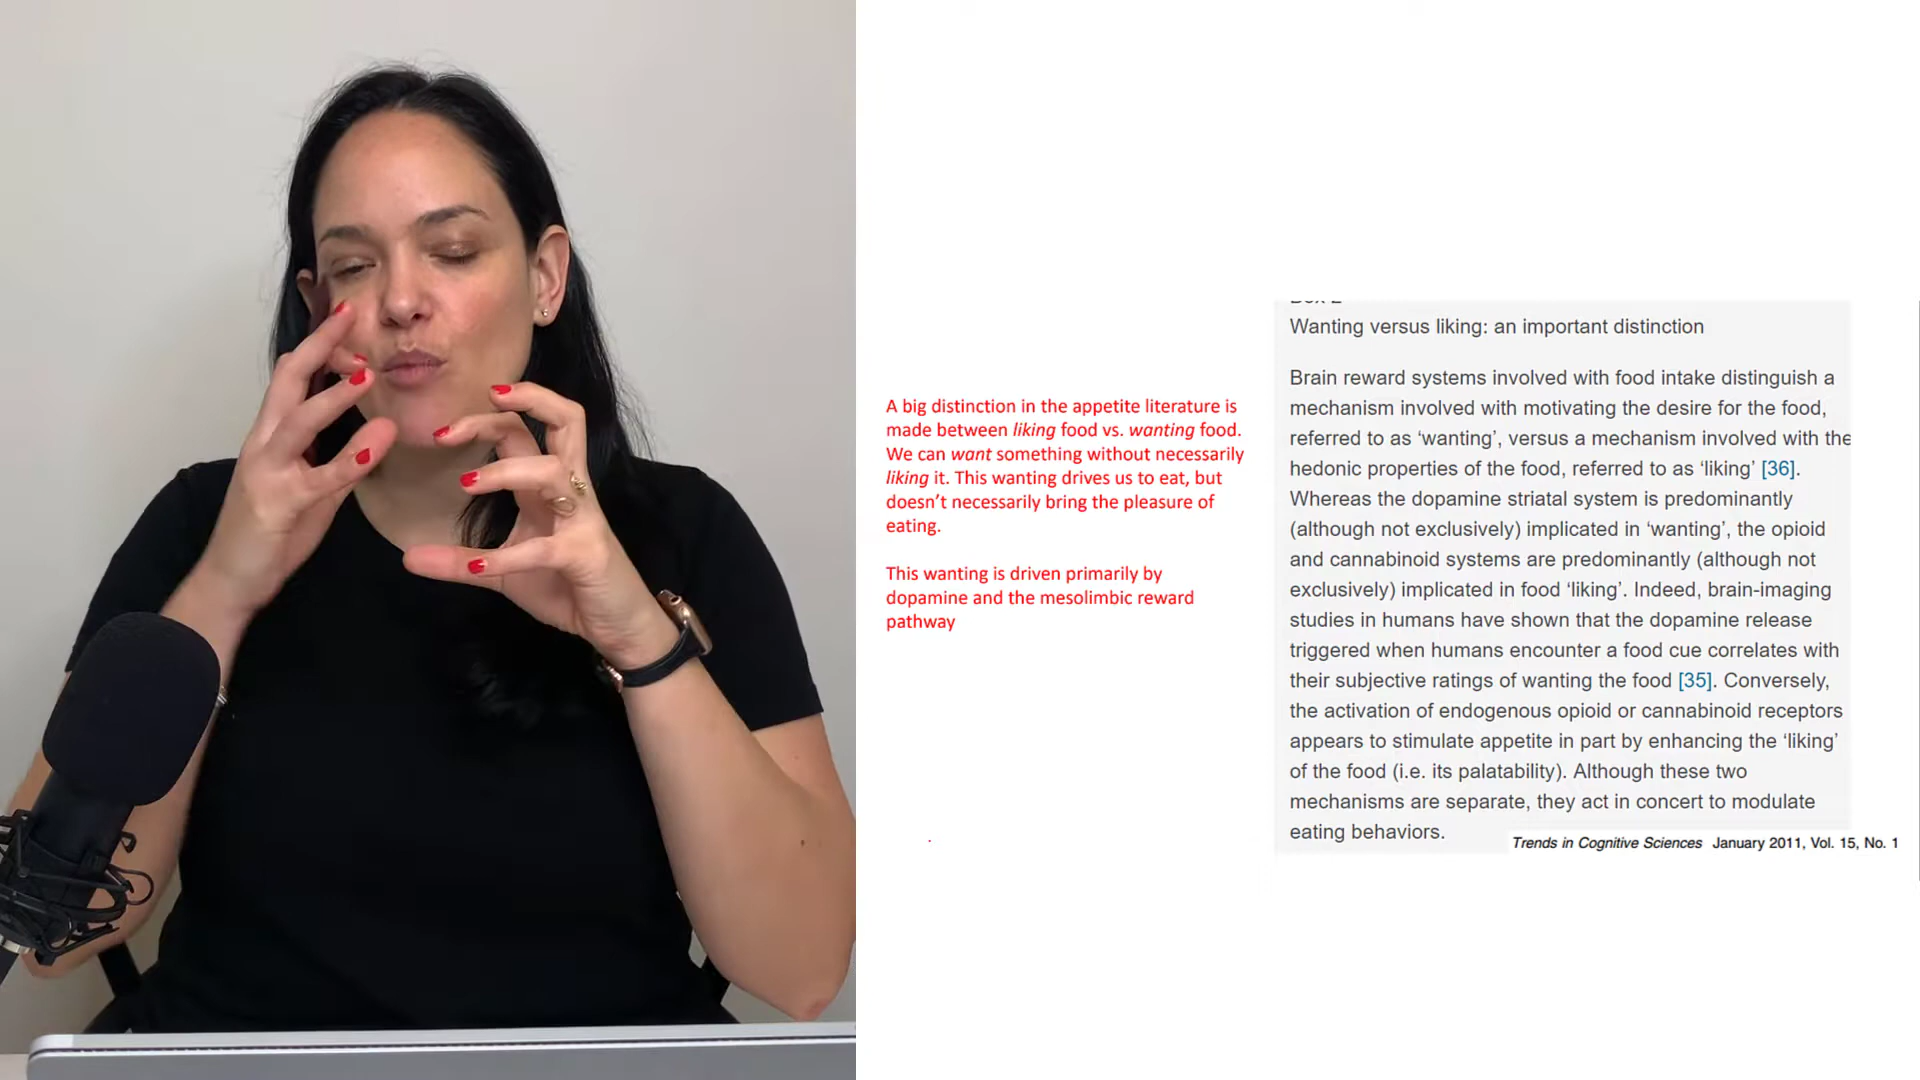 A big distinction in the appetite literature is
made between liking food vs. wanting food.
We can want something without necessarily
liking it. This wanting drives us to eat, but
doesn’t necessarily bring the pleasure of
eating.
This wanting is driven primarily by
dopamine and the mesolimbic reward
pathway
Wanting versus liking: an important distinction
Brain reward systems involved with food intake distinguish a
mechanism involved with motivating the desire for the food,
referred to as ‘wanting’, versus a mechanism involved with the
hedonic properties of the food, referred to as ‘liking’ [36].
Whereas the dopamine striatal system is predominantly
(although not exclusively) implicated in ‘wanting’, the opioid
and cannabinoid systems are predominantly (although not
exclusively) implicated in food ‘liking’. Indeed, brain-imaging
studies in humans have shown that the dopamine release
triggered when humans encounter a food cue correlates with
their subjective ratings of wanting the food [35]. Conversely,
the activation of endogenous opioid or cannabinoid receptors
appears to stimulate appetite in part by enhancing the ‘liking’
of the food (i.e. its palatability). Although these two
mechanisms are separate, they act in concert to modulate
eating behaviors.
Trends in Cognitive Sciences January 2011, Vol. 15, No. 1